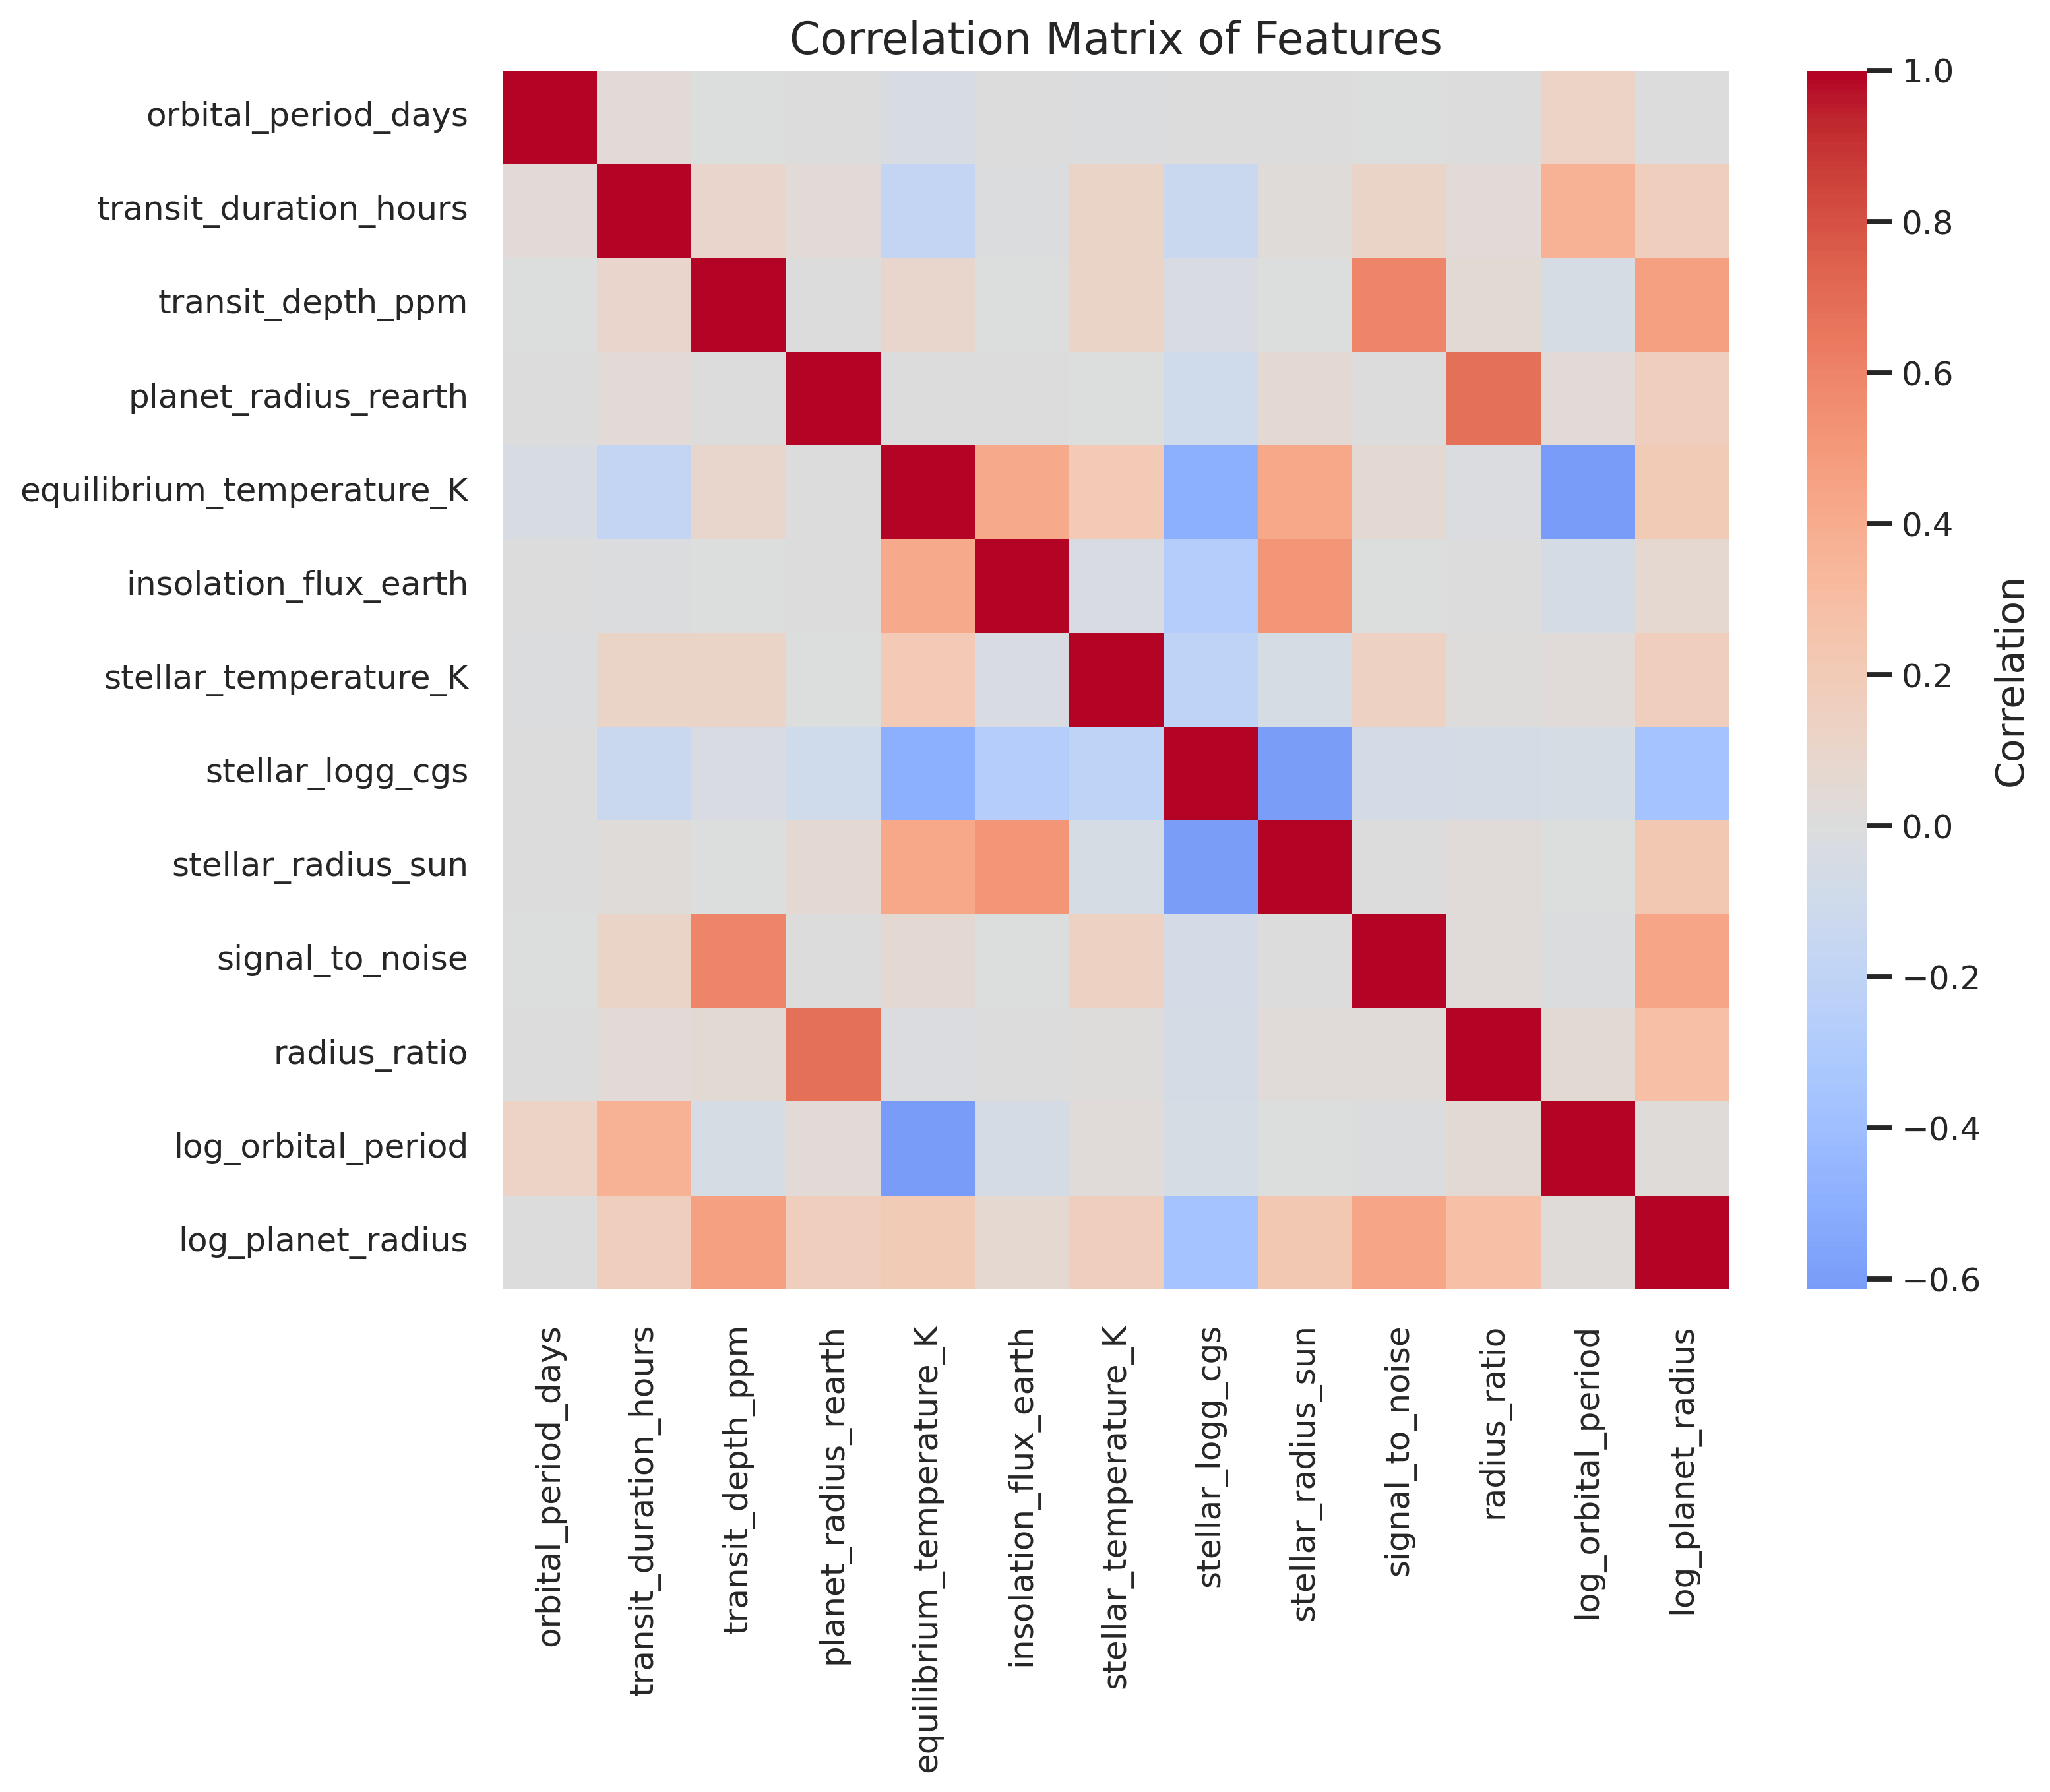 Correlation Matrix of Features
orbital_period_days
transit_duration_hours
transit_depth_ppm
planet_radius_rearth
equilibrium_temperature_K
insolation_flux_earth
stellar_temperature_K
stellar_logg_cgs
stellar_radius_sun
signal_to_noise
radius_ratio
log_orbital_period
log_planet_radius
orbital_period_days
transit_duration_hours
transit_depth_ppm
planet_radius_rearth
equilibrium_temperature_K
insolation_flux_earth
stellar_temperature_K
stellar_logg_cgs
stellar_radius_sun
signal_to_noise
radius_ratio
log_orbital_period
log_planet_radius
1.0
0.8
0.6
0.4
0.2
0.0
−0.2
−0.4
−0.6
Correlation